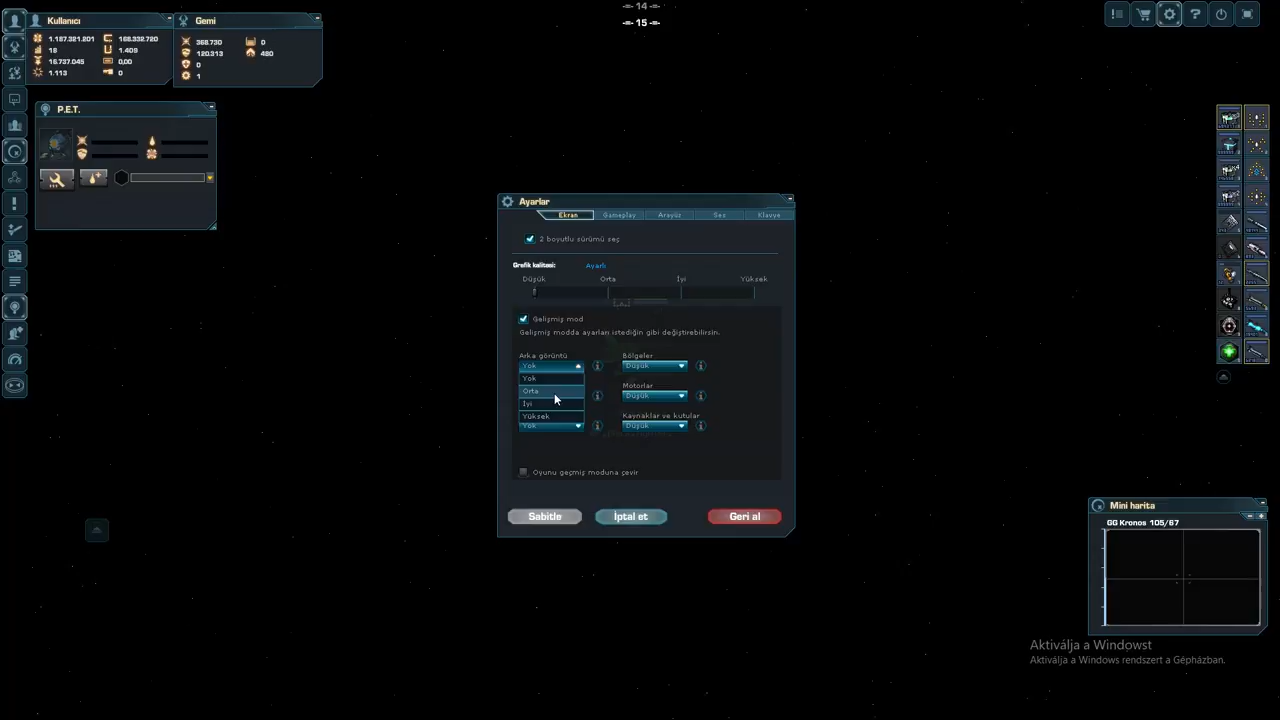 -= 14 =-
-= 15 =-
Kullanıcı
1.187.321.201
168.332.720
18
1.409
16.737.045
0,00
1.113
0
Gemi
368.730
0
120.313
480
0
1
P.E.T.
Ayarlar
Ekran
Gameplay
Arayüz
Ses
Klavye
2 boyutlu sürümü seç
Grafik kalitesi:
Ayarlı
Düşük
Orta
İyi
Yüksek
Gelişmiş mod
Gelişmiş modda ayarları istediğin gibi değiştirebilirsin.
Arka görüntü
Bölgeler
Yok
Düşük
Yok
Orta
Motorlar
Düşük
İyi
Yüksek
Kaynaklar ve kutular
Yok
Düşük
Oyunu geçmiş moduna çevir
Sabitle
İptal et
Geri al
Mini harita
GG Kronos 105/67
Aktiválja a Windowst
Aktiválja a Windows rendszert a Gépházban.